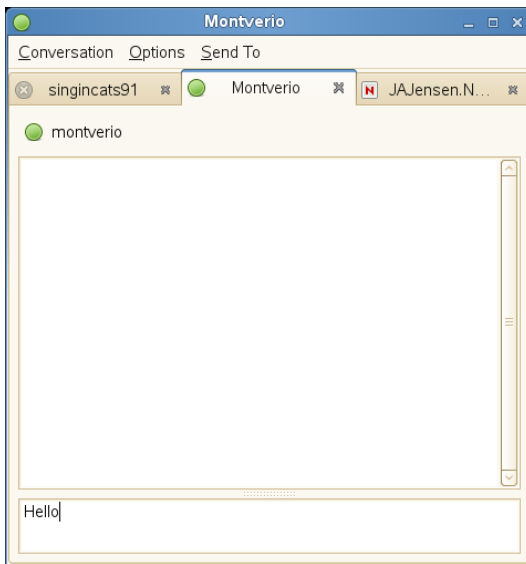 Montverio
Conversation Options Send To
singincats91 Montverio N JAJensen.N...
montverio
Hello